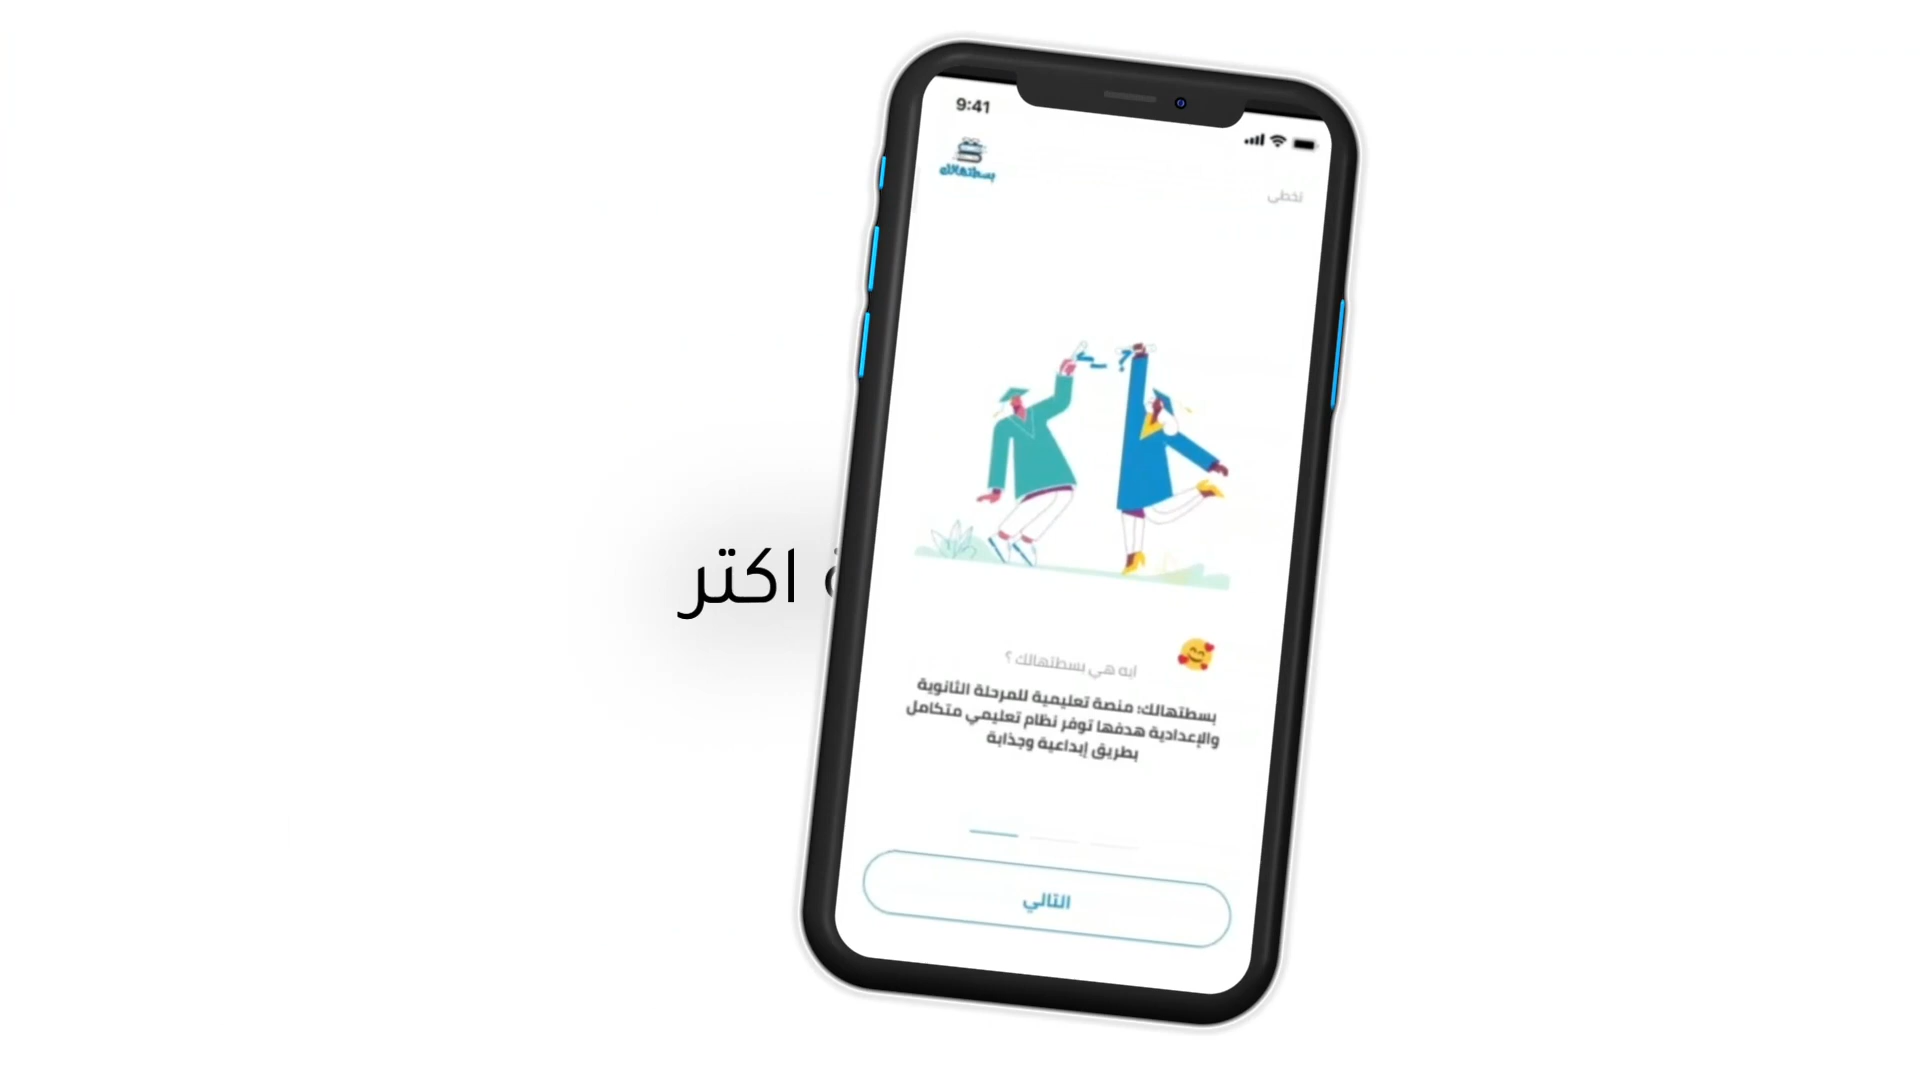 9:41
بسطتهالك
تخطى
ايه هي بسطتهالك ؟
بسطتهالك: منصة تعليمية للمرحلة الثانوية
والإعدادية هدفها توفر نظام تعليمي متكامل
بطريق إبداعية وجذابة
التالي
اكتر